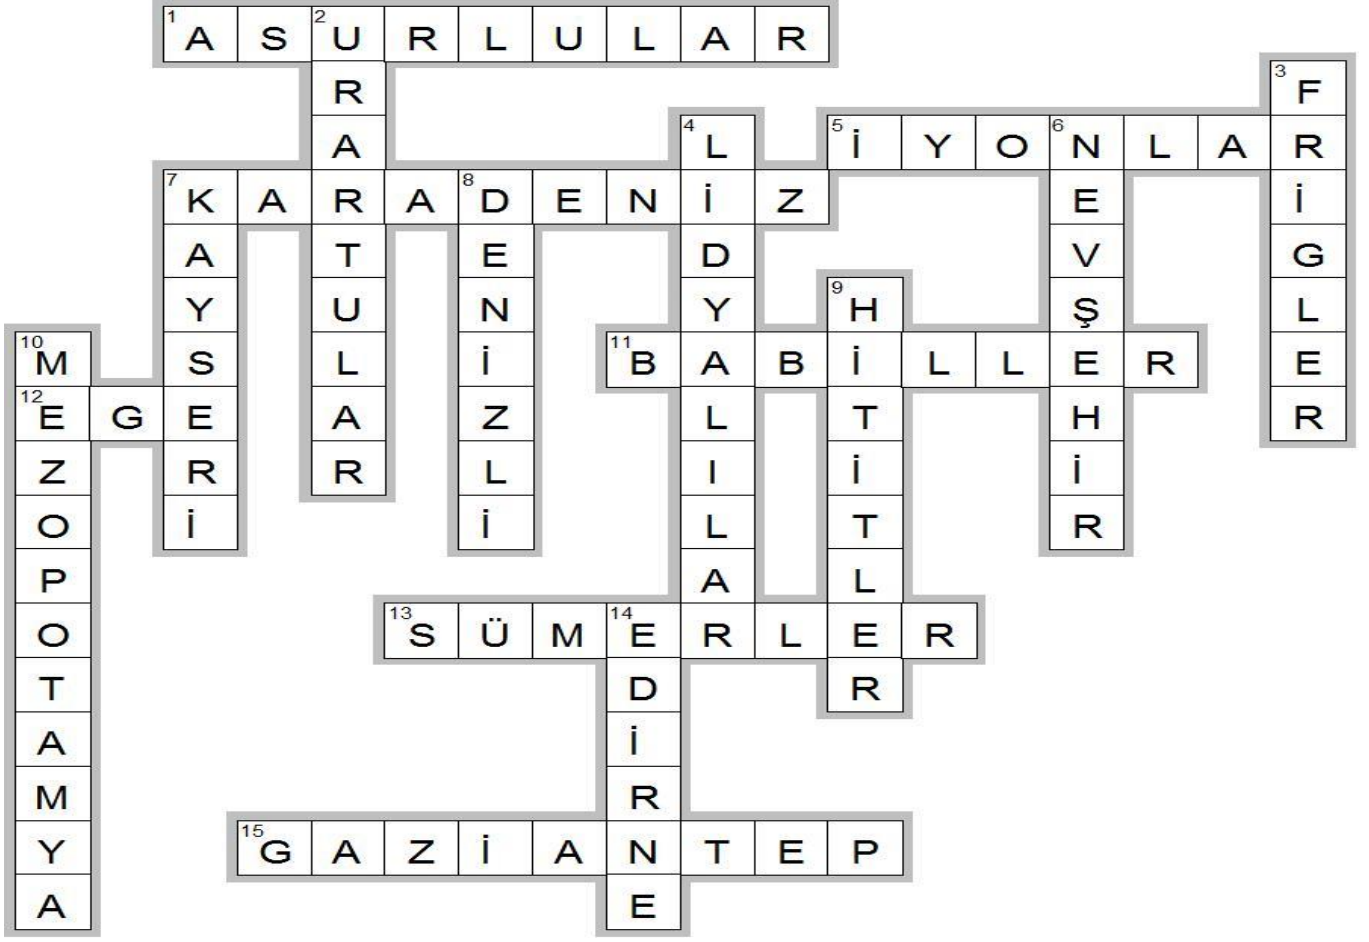 1 ASURLULAR
2 URARTULAR
3 FRİGLER
4 LİDYALILAR
5 İYONLAR
6 NEVŞEHİR
7 KARADENİZ
KAYSERİ
8 DENİZLİ
9 HİTİTLER
10 MEZOPOTAMYA
11 BABİLLER
12 EGE
13 SÜMERLER
14 EDİRNE
15 GAZİANTEP